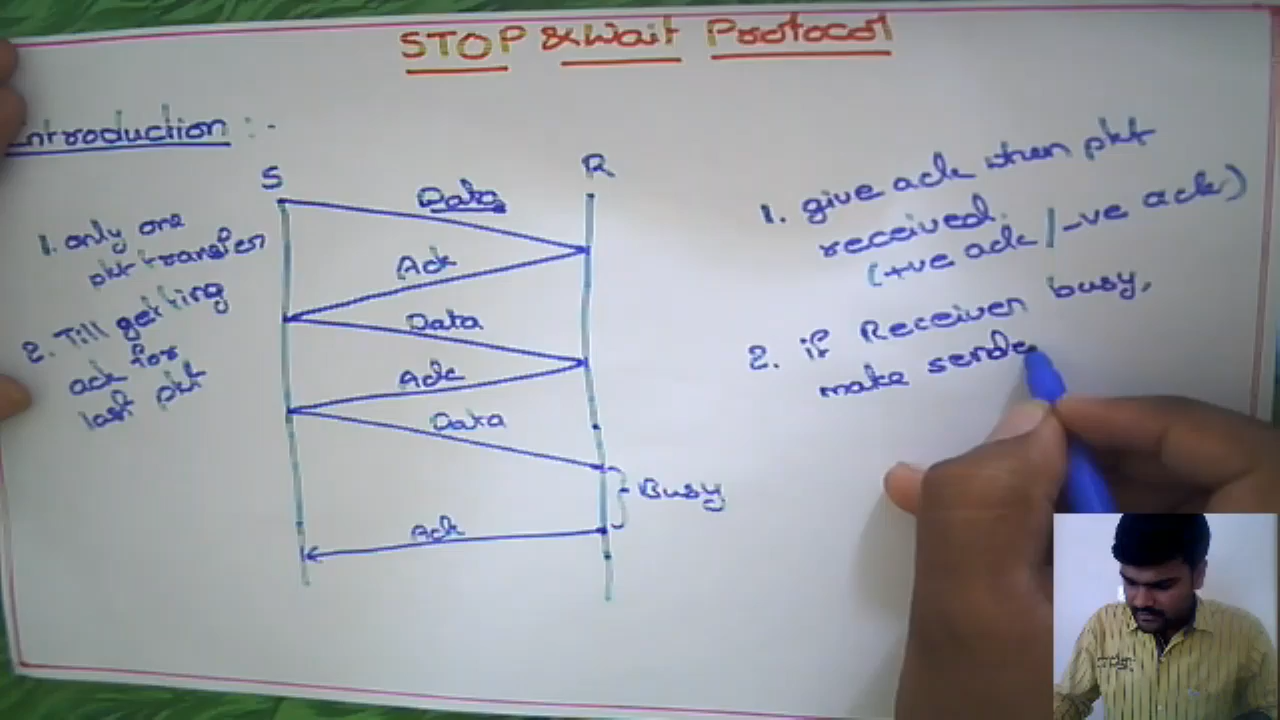 STOP & Wait Protocol
Introduction :-
S
R
Data
Ack
Data
Ack
Data
Busy
Ack
1. only one
pkt transfer
2. Till getting
ack for
last pkt
1. give ack when pkt
received.
(+ve ack / -ve ack)
2. if Receiver busy,
make sende